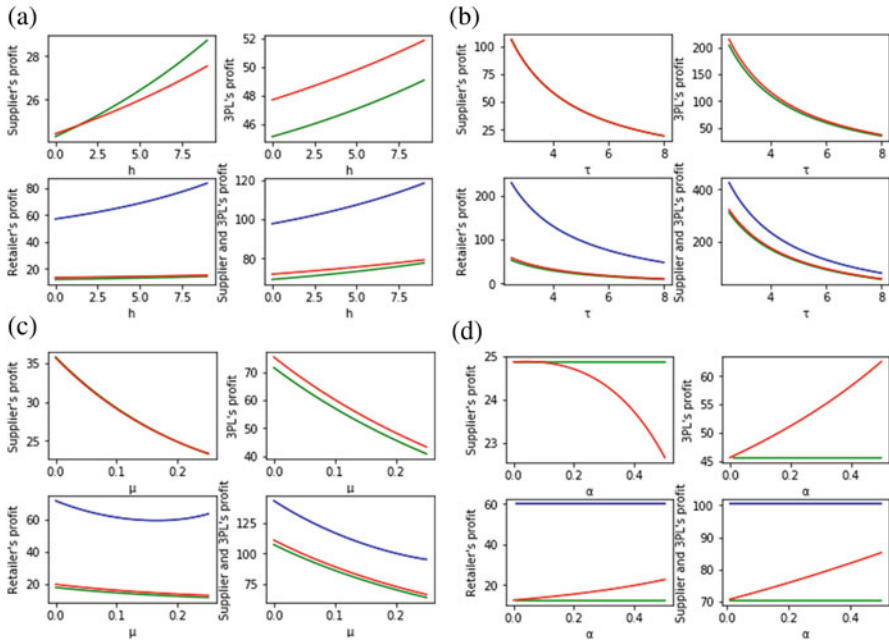 (a)
Supplier's profit
28
26
0.0 2.5 5.0 7.5
h
3PL's profit
52
50
48
46
0.0 2.5 5.0 7.5
h
Retailer's profit
80
60
40
20
0.0 2.5 5.0 7.5
h
Supplier and 3PL's profit
120
100
80
0.0 2.5 5.0 7.5
h
(b)
Supplier's profit
100
75
50
25
4 6 8
τ
3PL's profit
200
150
100
50
4 6 8
τ
Retailer's profit
200
100
0
4 6 8
τ
Supplier and 3PL's profit
400
200
4 6 8
τ
(c)
Supplier's profit
35
30
25
0.0 0.1 0.2
μ
3PL's profit
70
60
50
40
0.0 0.1 0.2
μ
Retailer's profit
60
40
20
0.0 0.1 0.2
μ
Supplier and 3PL's profit
125
100
75
0.0 0.1 0.2
μ
(d)
Supplier's profit
25
24
23
0.0 0.2 0.4
α
3PL's profit
60
55
50
45
0.0 0.2 0.4
α
Retailer's profit
60
40
20
0.0 0.2 0.4
α
Supplier and 3PL's profit
100
90
80
70
0.0 0.2 0.4
α